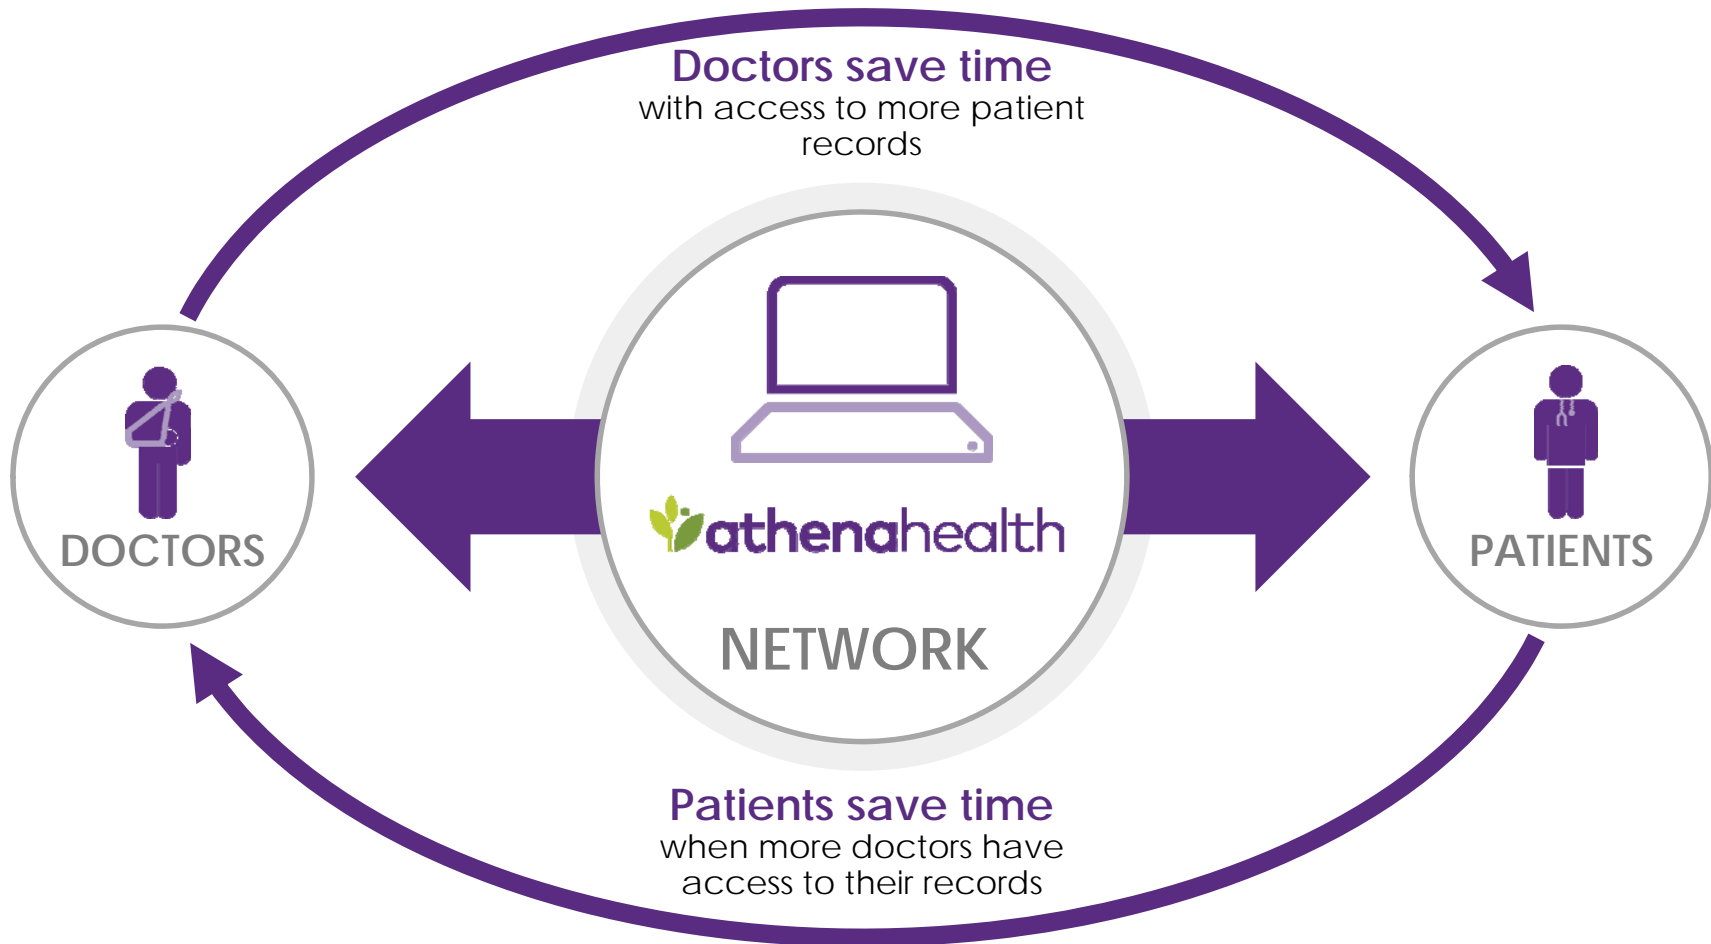 Doctors save time
with access to more patient
records
DOCTORS
athenahealth
NETWORK
PATIENTS
Patients save time
when more doctors have
access to their records